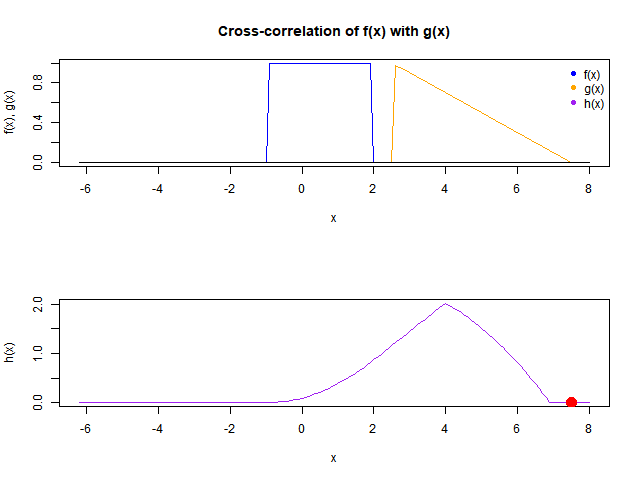 Cross-correlation of f(x) with g(x)
f(x), g(x)
0.0 0.4 0.8
f(x)
g(x)
h(x)
-6 -4 -2 0 2 4 6 8
x
h(x)
0.0 1.0 2.0
-6 -4 -2 0 2 4 6 8
x